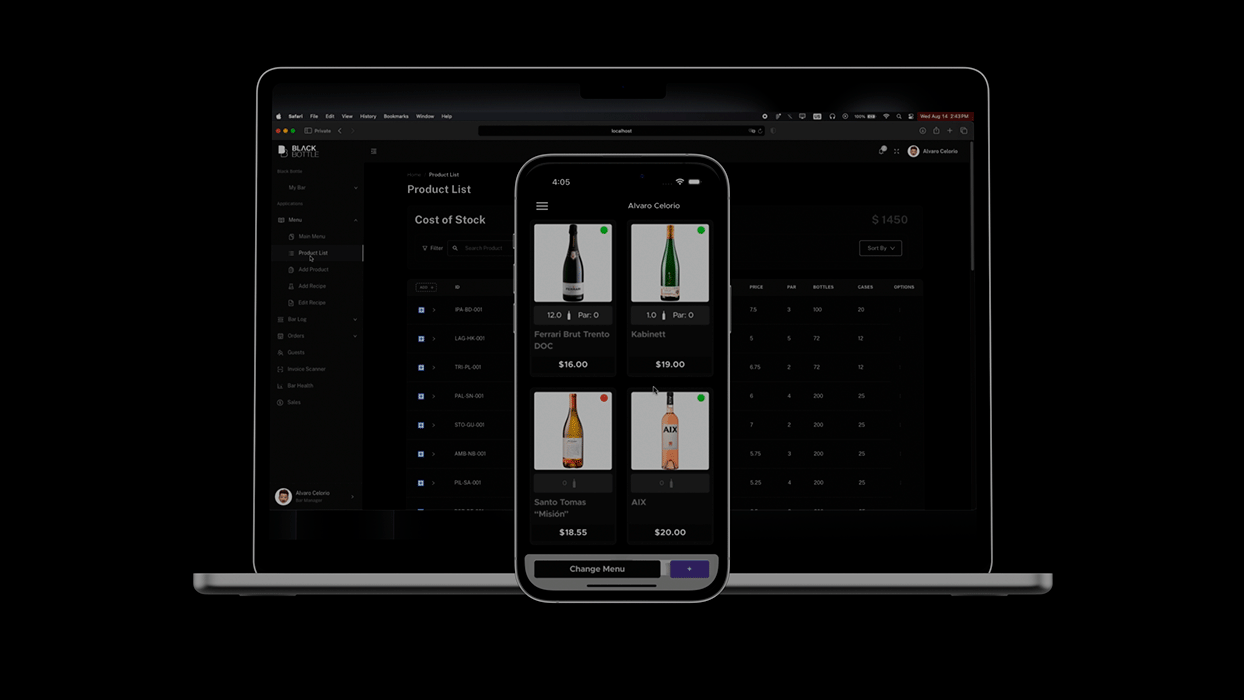 Safari File Edit View History Bookmarks Window Help
100%
Wed Aug 14 2:43PM
Private
localhost
BLACK
BOTTLE
Alvaro Celorio
Black Bottle
My Bar
Applications
Menu
Main Menu
Product List
Add Product
Add Recipe
Edit Recipe
Bar Log
Orders
Guests
Invoice Scanner
Bar Health
Sales
Alvaro Celorio
Bar Manager
Home Product List
Product List
Cost of Stock
$ 1450
Filter
Search Product
Sort By
ADD +
ID
PRICE PAR BOTTLES CASES OPTIONS
IPA-BD-001
7.5 3 100 20
LAG-HK-001
5 5 72 12
TRI-PL-001
6.75 2 72 12
PAL-SN-001
6 4 200 25
STO-GU-001
7 2 200 25
AMB-NB-001
5.75 3 200 25
PIL-SA-001
5.25 4 200 25
4:05
Alvaro Celorio
12.0 Par: 0
Ferrari Brut Trento
DOC
$16.00
1.0 Par: 0
Kabinett
$19.00
0
Santo Tomas
“Misión”
$18.55
AIX
0
AIX
$20.00
Change Menu
+